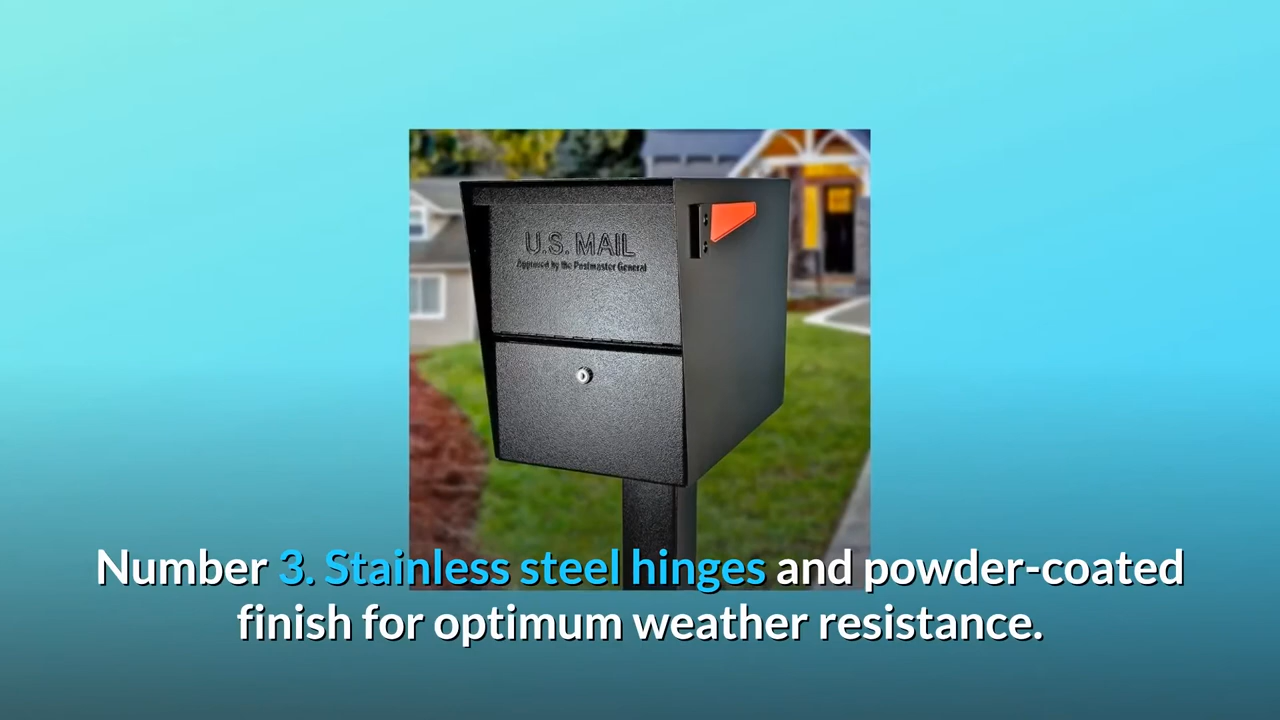 U.S. MAIL
Approved by the Postmaster General
Number 3. Stainless steel hinges and powder-coated
finish for optimum weather resistance.